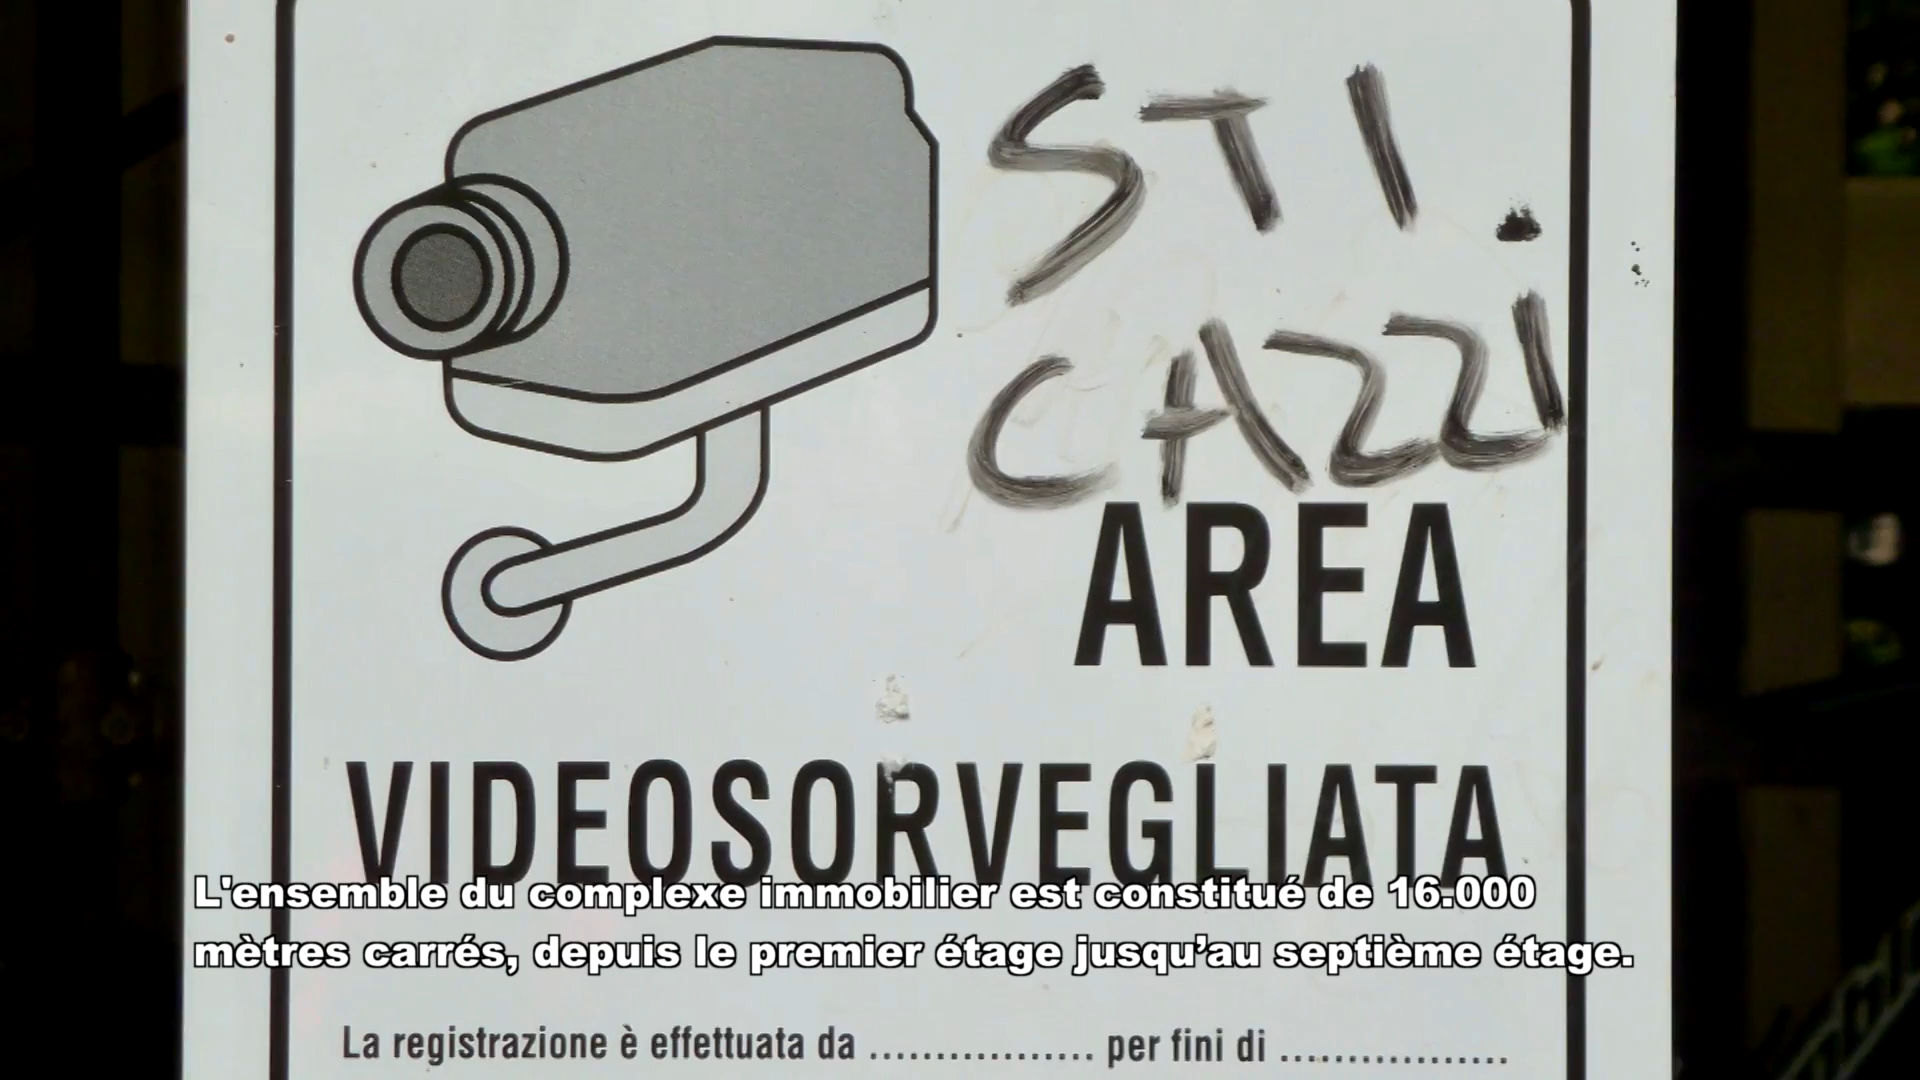 STI.
CAZZI
AREA
VIDEOSORVEGLIATA
L'ensemble du complexe immobilier est constitué de 16.000
mètres carrés, depuis le premier étage jusqu’au septième étage.
La registrazione è effettuata da ................. per fini di .................